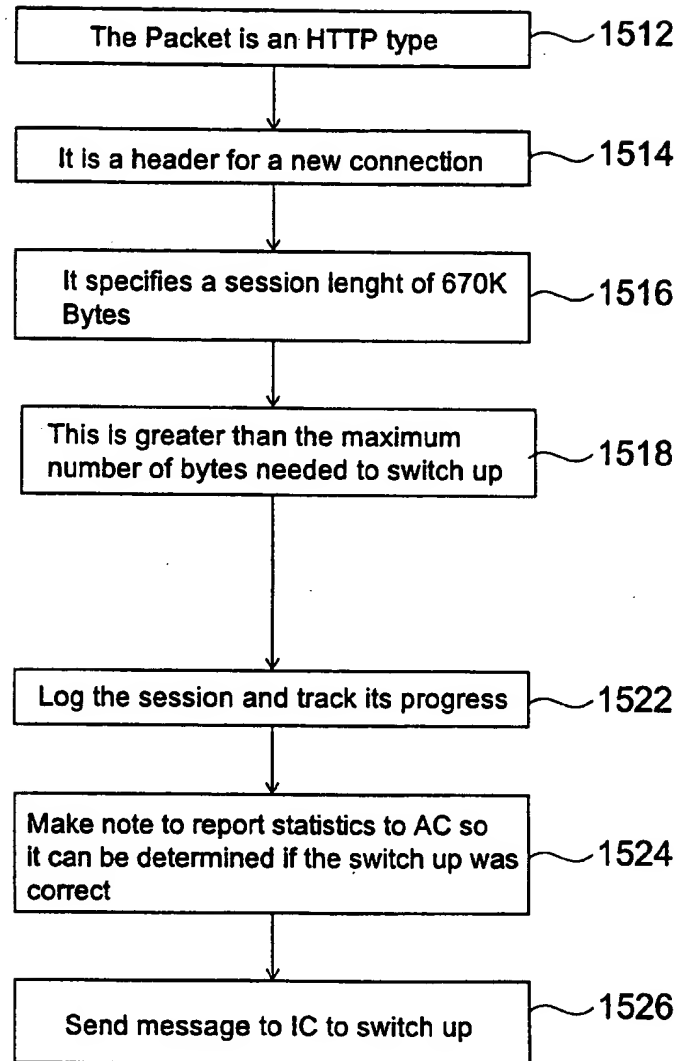 The Packet is an HTTP type
1512
It is a header for a new connection
1514
It specifies a session lenght of 670K
Bytes
1516
This is greater than the maximum
number of bytes needed to switch up
1518
Log the session and track its progress
1522
Make note to report statistics to AC so
it can be determined if the switch up was
correct
1524
Send message to IC to switch up
1526